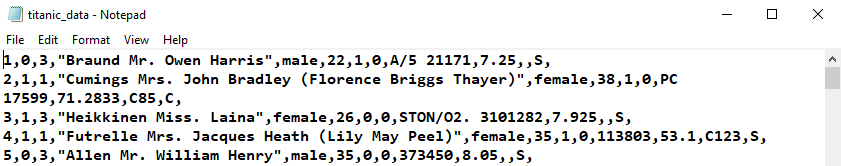 titanic_data - Notepad
File Edit Format View Help
1,0,3,"Braund Mr. Owen Harris",male,22,1,0,A/5 21171,7.25,,S,
2,1,1,"Cumings Mrs. John Bradley (Florence Briggs Thayer)",female,38,1,0,PC
17599,71.2833,C85,C,
3,1,3,"Heikkinen Miss. Laina",female,26,0,0,STON/O2. 3101282,7.925,,S,
4,1,1,"Futrelle Mrs. Jacques Heath (Lily May Peel)",female,35,1,0,113803,53.1,C123,S,
5,0,3,"Allen Mr. William Henry",male,35,0,0,373450,8.05,,S,